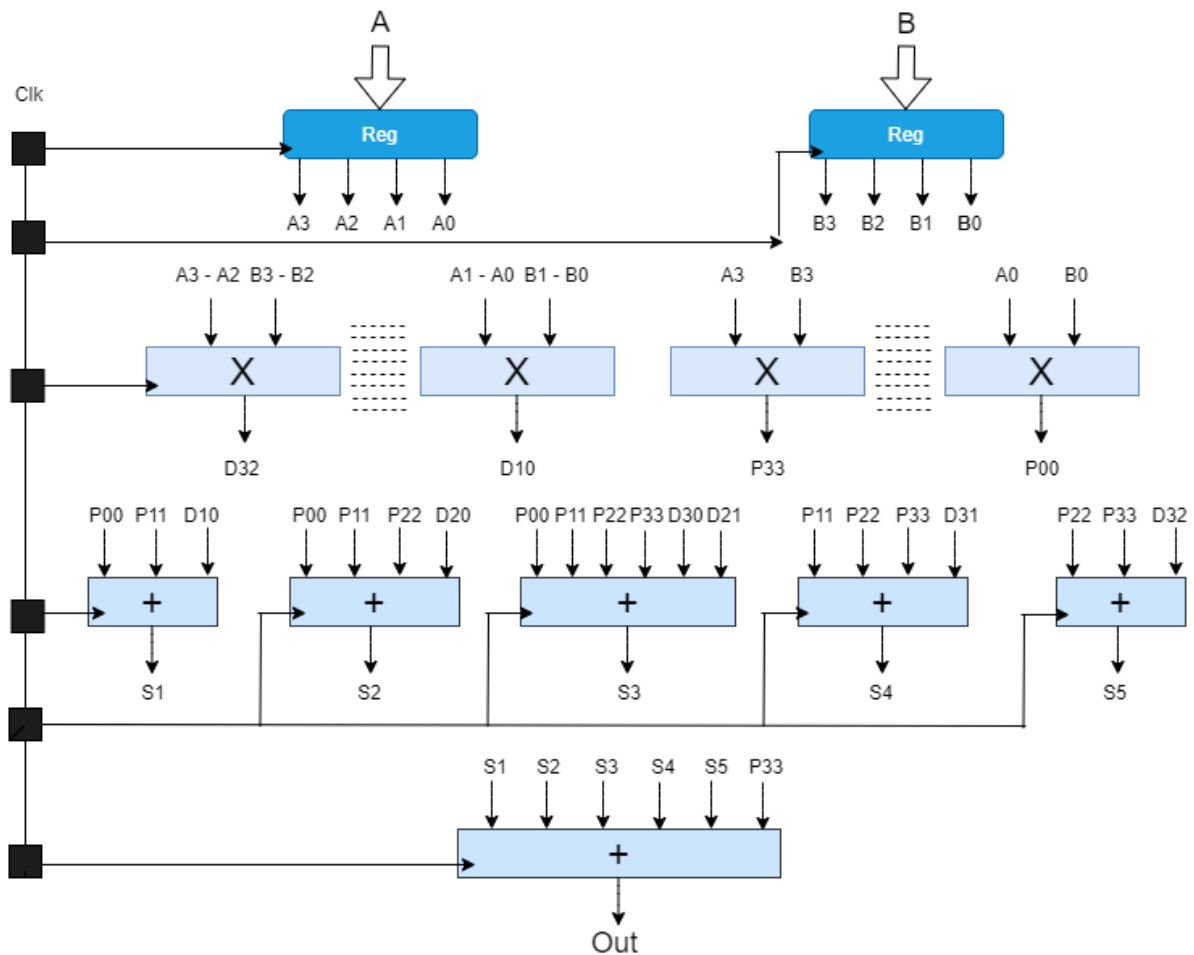 A B
Clk
Reg Reg
A3 A2 A1 A0 B3 B2 B1 B0
A3 - A2 B3 - B2 A1 - A0 B1 - B0 A3 B3 A0 B0
X X X X
D32 D10 P33 P00
P00 P11 D10 P00 P11 P22 D20 P00 P11 P22 P33 D30 D21 P11 P22 P33 D31 P22 P33 D32
+ + + + +
S1 S2 S3 S4 S5
S1 S2 S3 S4 S5 P33
+
Out